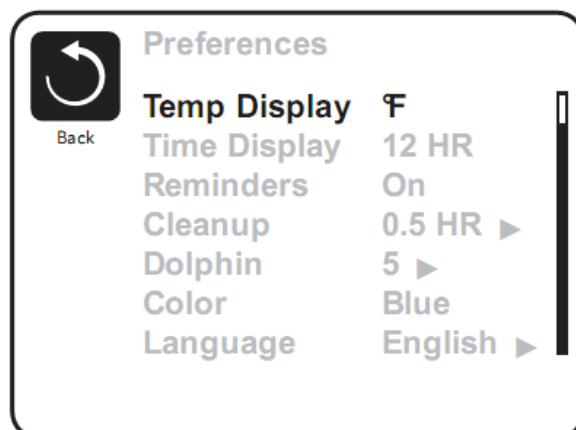 Preferences
Back
Temp Display °F
Time Display 12 HR
Reminders On
Cleanup 0.5 HR ▶
Dolphin 5 ▶
Color Blue
Language English ▶